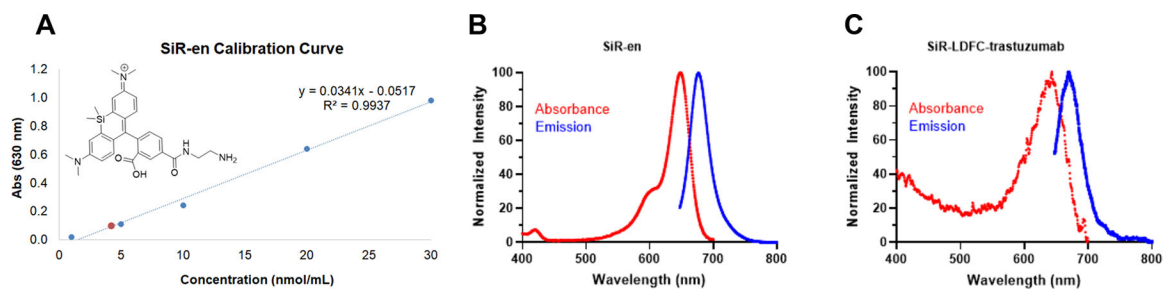 A
SiR-en Calibration Curve
1.2
1.0
0.8
0.6
0.4
0.2
0.0
0
5
10
15
20
25
30
Abs (630 nm)
Concentration (nmol/mL)
y = 0.0341x - 0.0517
R² = 0.9937
N
+
Si
N
O
OH
O
H
N
NH₂
B
SiR-en
Absorbance
Emission
Normalized Intensity
100
80
60
40
20
0
400
500
600
700
800
Wavelength (nm)
C
SiR-LDFC-trastuzumab
Absorbance
Emission
Normalized Intensity
100
80
60
40
20
0
400
500
600
700
800
Wavelength (nm)